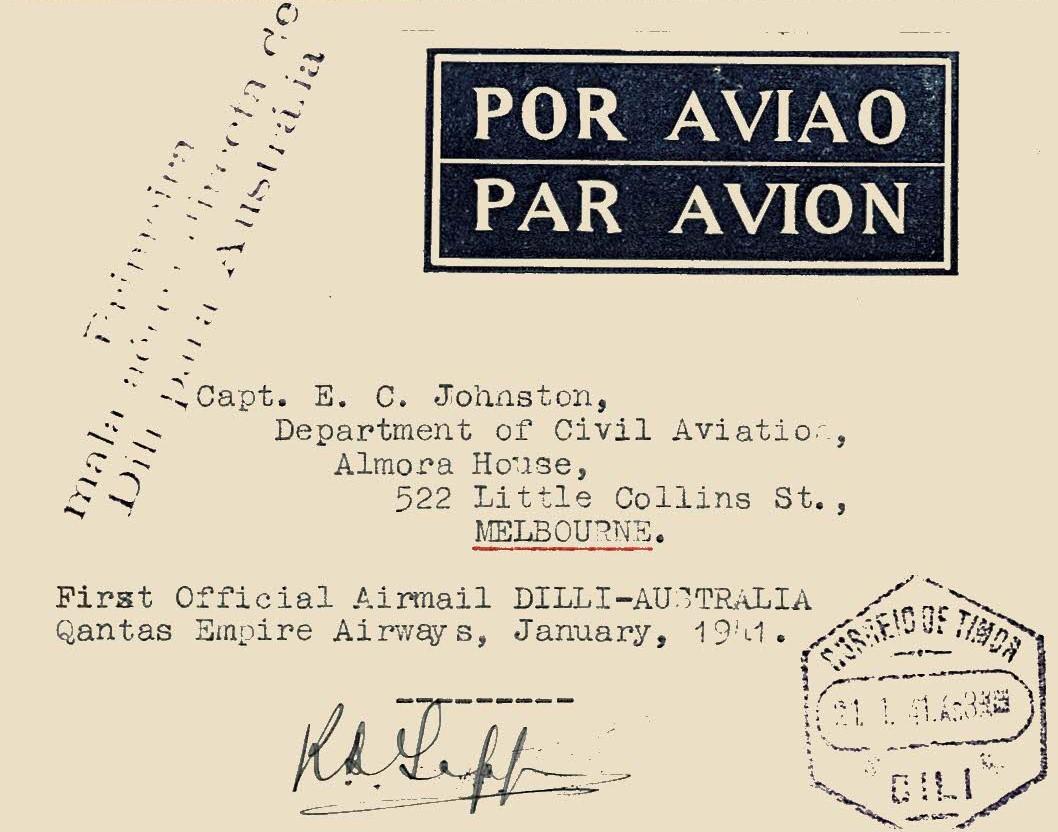 Primeira
mala aérea directa de
Dili para Australia
POR AVIAO
PAR AVION
Capt. E. C. Johnston,
Department of Civil Aviation,
Almora House,
522 Little Collins St.,
MELBOURNE.
First Official Airmail DILLI-AUSTRALIA
Qantas Empire Airways, January, 1941.
CORREIO DE TIMOR
21. 1. 41
DILI